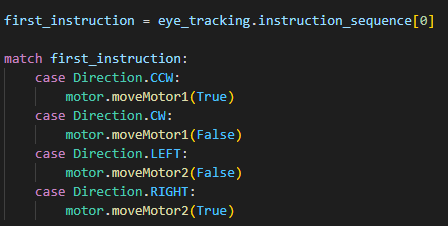 first_instruction = eye_tracking.instruction_sequence[0]

match first_instruction:
    case Direction.CCW:
        motor.moveMotor1(True)
    case Direction.CW:
        motor.moveMotor1(False)
    case Direction.LEFT:
        motor.moveMotor2(False)
    case Direction.RIGHT:
        motor.moveMotor2(True)